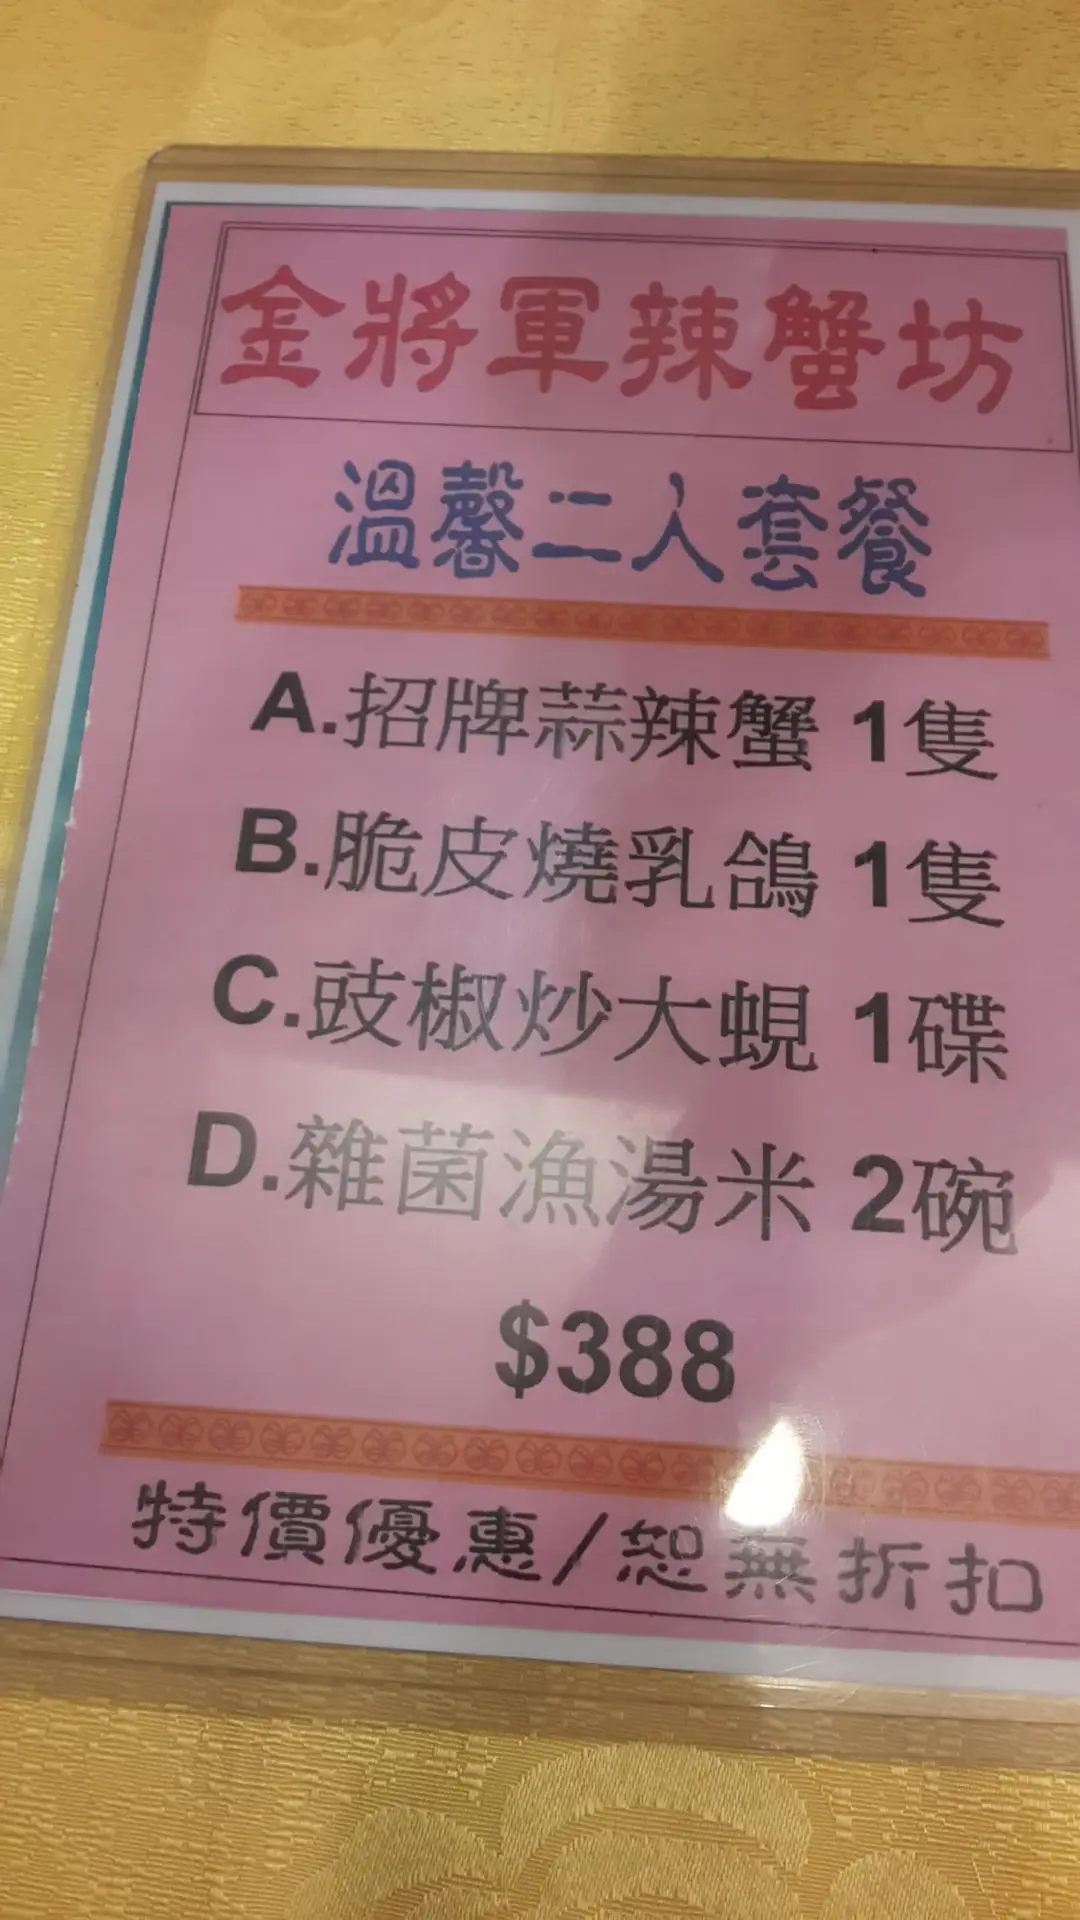 金將軍辣蟹坊
溫馨二人套餐
A.招牌蒜辣蟹 1隻
B.脆皮燒乳鴿 1隻
C.豉椒炒大蜆 1碟
D.雜菌漁湯米 2碗
$388
特價優惠/恕無折扣